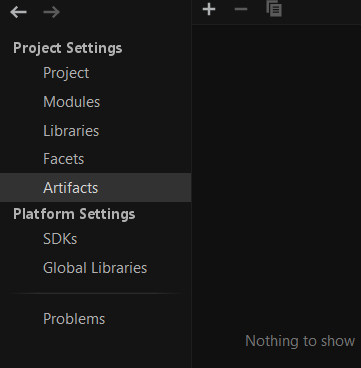 Project Settings
Project
Modules
Libraries
Facets
Artifacts
Platform Settings
SDKs
Global Libraries
Problems
Nothing to show